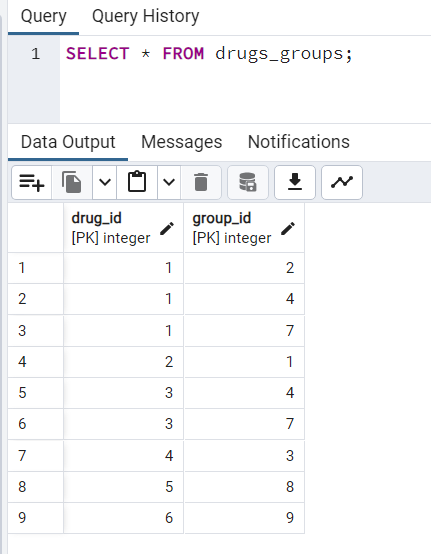 Query Query History
1 SELECT * FROM drugs_groups;
Data Output Messages Notifications
drug_id group_id
[PK] integer [PK] integer
1 1 2
2 1 4
3 1 7
4 2 1
5 3 4
6 3 7
7 4 3
8 5 8
9 6 9